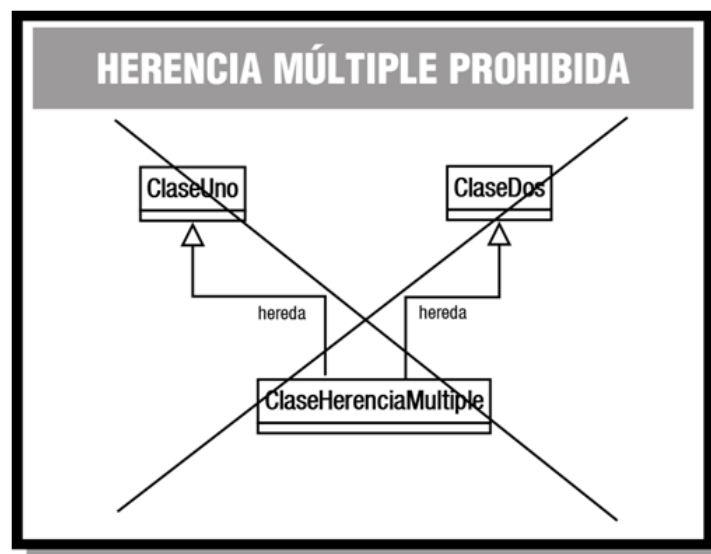 HERENCIA MÚLTIPLE PROHIBIDA
ClaseUno
ClaseDos
hereda
hereda
ClaseHerenciaMultiple